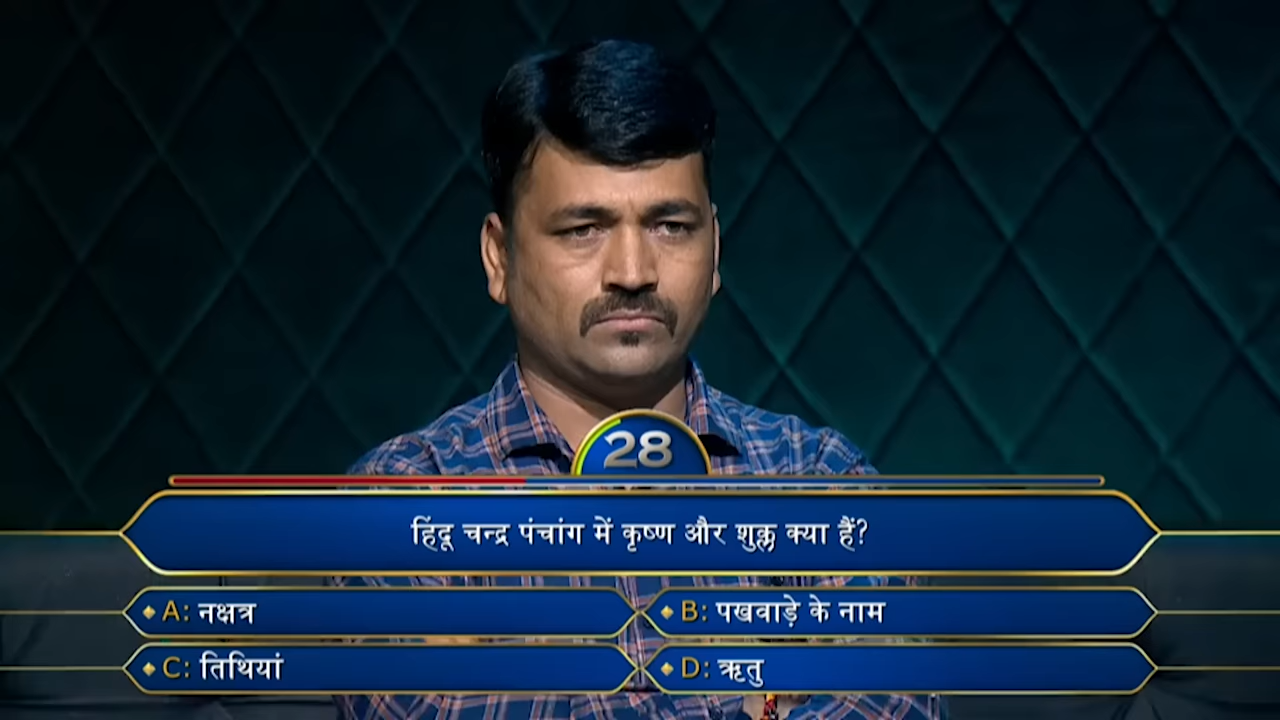 28
हिंदू चन्द्र पंचांग में कृष्ण और शुक्ल क्या हैं?
A: नक्षत्र
B: पखवाड़े के नाम
C: तिथियां
D: ऋतु